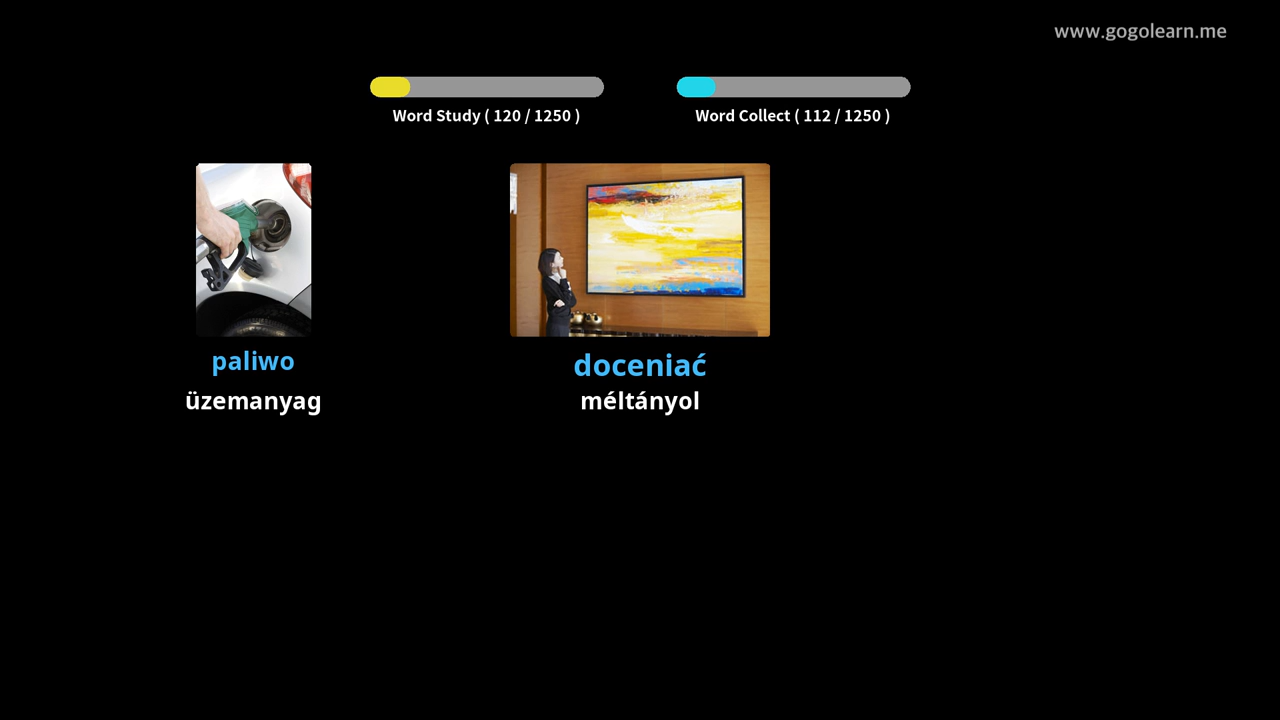 www.gogolearn.me
Word Study ( 120 / 1250 )
Word Collect ( 112 / 1250 )
paliwo
üzemanyag
doceniać
méltányol